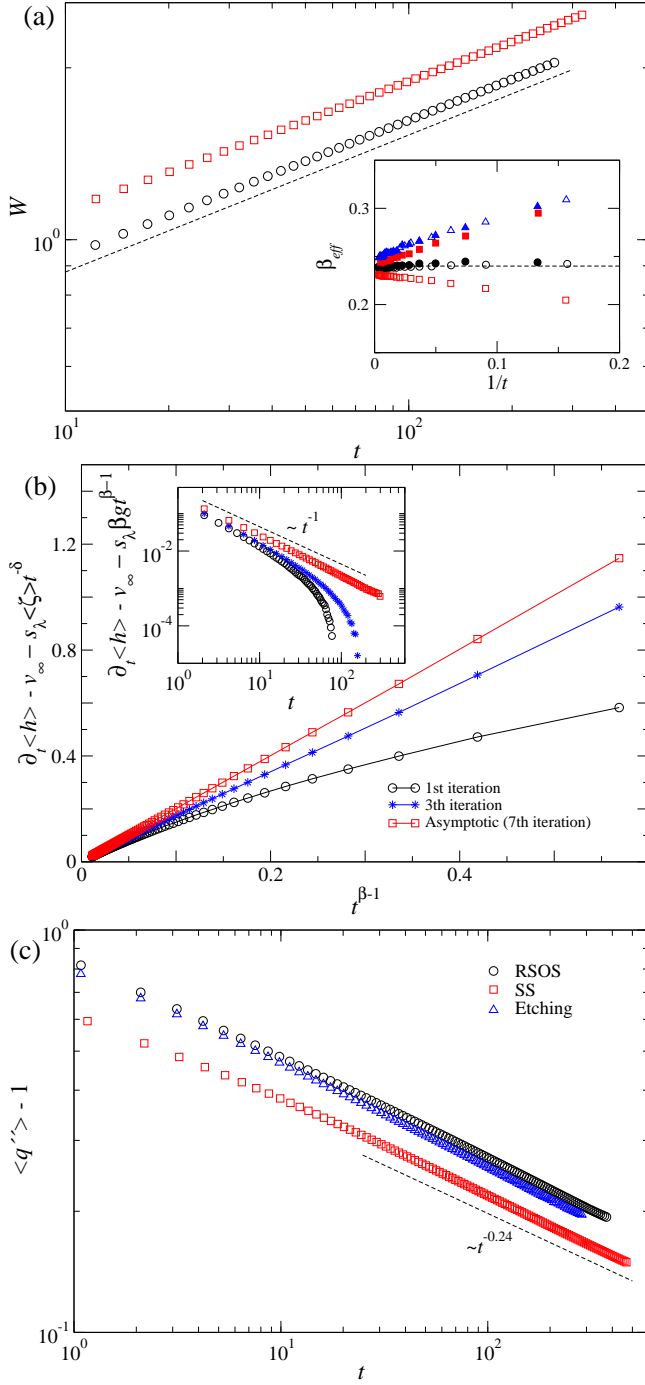 (a)
W
10^0
10^1
10^2
t
β_eff
0.3
0.2
0
0.1
0.2
1/t
(b)
∂_t<h> - v_∞ - s_λ<ζ>t^-δ
1.2
0.8
0.4
0
0
0.2
0.4
t^β-1
∂_t<h> - v_∞ - s_λβgt^β-1
10^-2
10^-4
10^0
10^1
10^2
t
~ t^-1
1st iteration
3th iteration
Asymptotic (7th iteration)
(c)
<q´´> - 1
10^0
10^-1
10^0
10^1
10^2
t
RSOS
SS
Etching
~t^-0.24